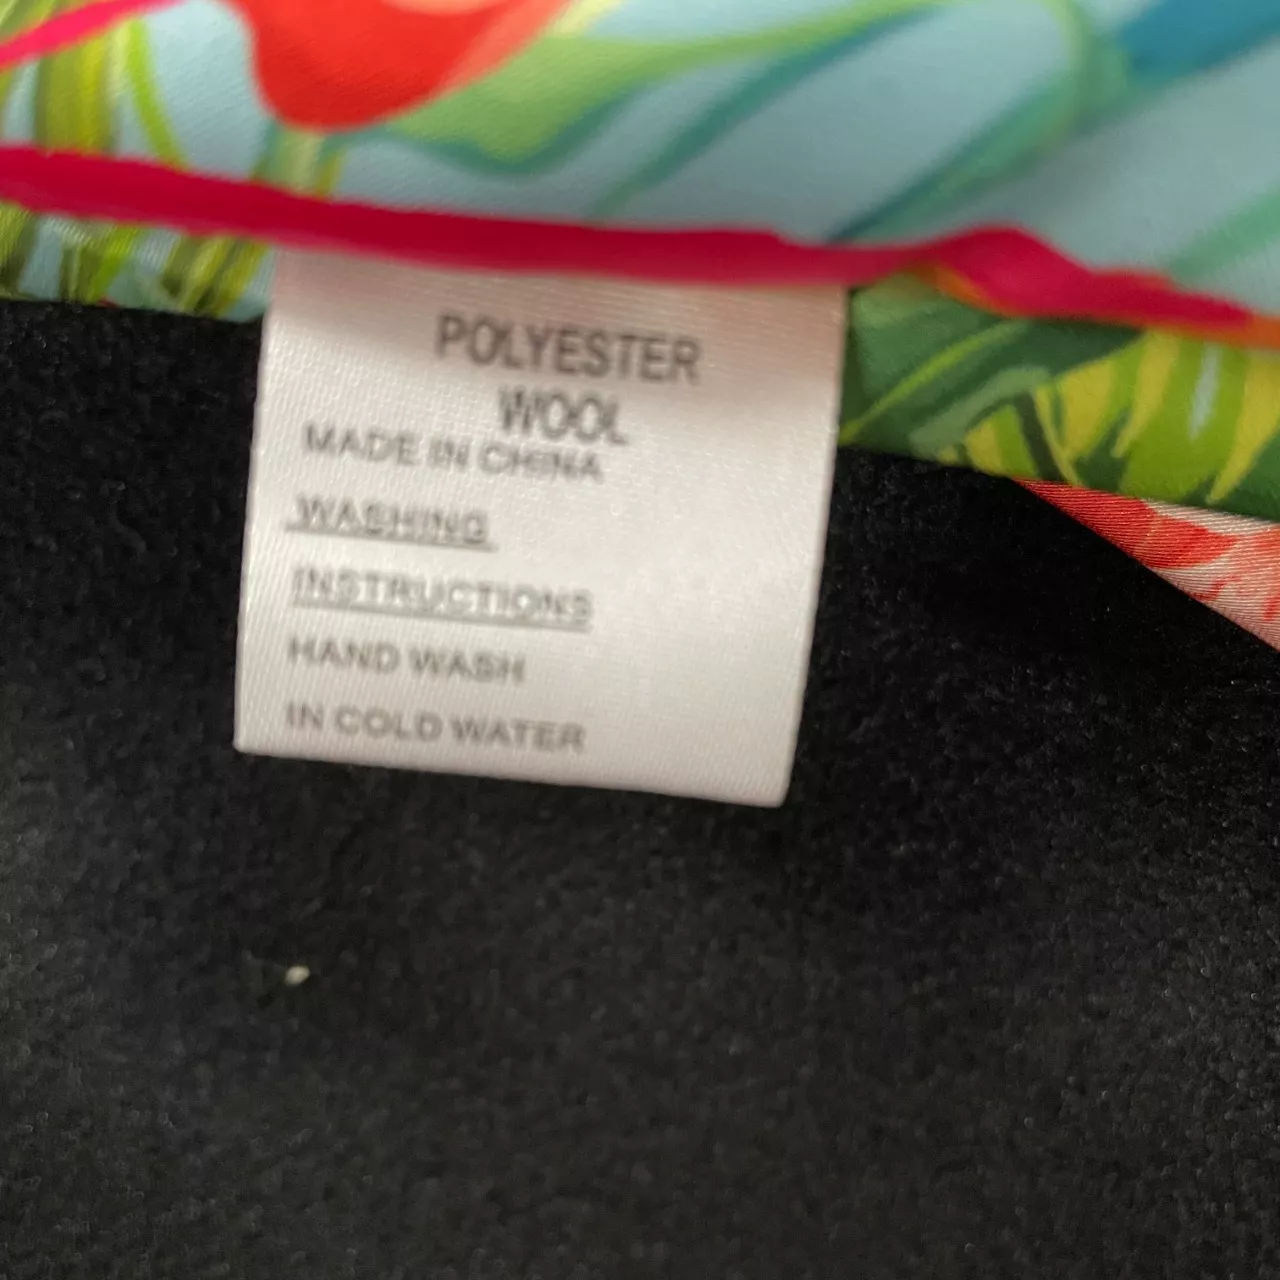 POLYESTER
WOOL
MADE IN CHINA
WASHING
INSTRUCTIONS
HAND WASH
IN COLD WATER